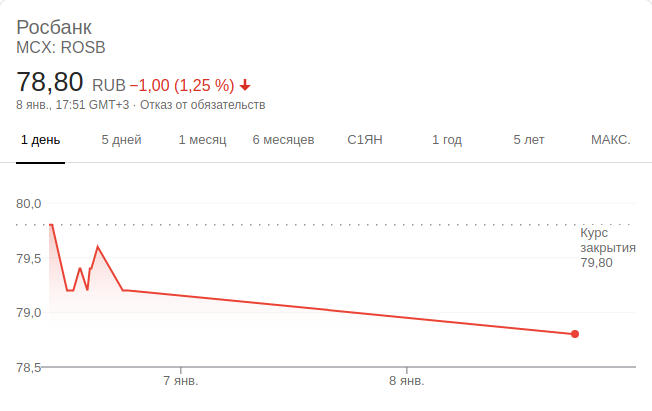 Росбанк
MCX: ROSB
78,80 RUB −1,00 (1,25 %)
8 янв., 17:51 GMT+3 · Отказ от обязательств
1 день 5 дней 1 месяц 6 месяцев С1ЯН 1 год 5 лет МАКС.
80,0
Курс
закрытия
79,80
79,5
79,0
78,5
7 янв. 8 янв.